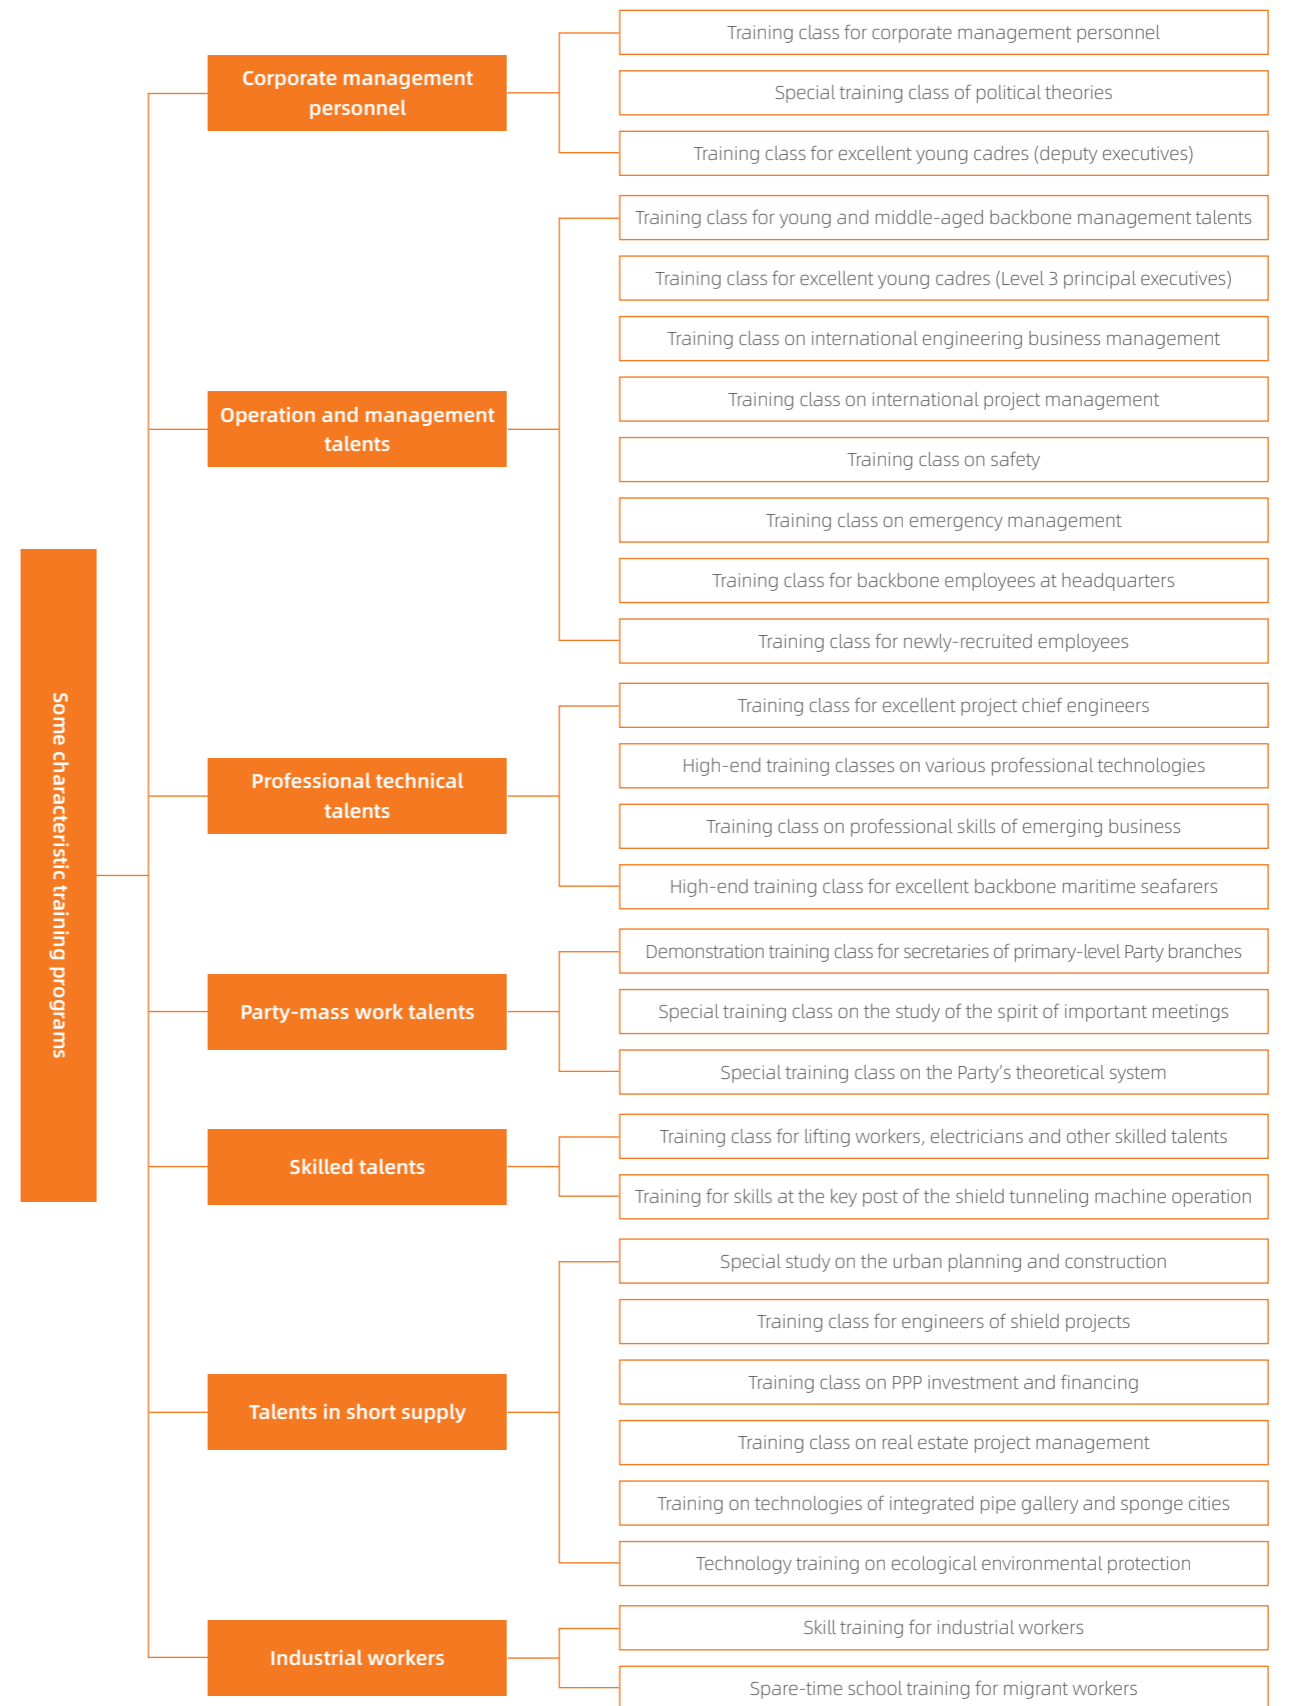 Some characteristic training programs
Corporate management
personnel
Training class for corporate management personnel
Special training class of political theories
Training class for excellent young cadres (deputy executives)
Operation and management
talents
Training class for young and middle-aged backbone management talents
Training class for excellent young cadres (Level 3 principal executives)
Training class on international engineering business management
Training class on international project management
Training class on safety
Training class on emergency management
Training class for backbone employees at headquarters
Training class for newly-recruited employees
Professional technical
talents
Training class for excellent project chief engineers
High-end training classes on various professional technologies
Training class on professional skills of emerging business
High-end training class for excellent backbone maritime seafarers
Party-mass work talents
Demonstration training class for secretaries of primary-level Party branches
Special training class on the study of the spirit of important meetings
Special training class on the Party’s theoretical system
Skilled talents
Training class for lifting workers, electricians and other skilled talents
Training for skills at the key post of the shield tunneling machine operation
Talents in short supply
Special study on the urban planning and construction
Training class for engineers of shield projects
Training class on PPP investment and financing
Training class on real estate project management
Training on technologies of integrated pipe gallery and sponge cities
Technology training on ecological environmental protection
Industrial workers
Skill training for industrial workers
Spare-time school training for migrant workers